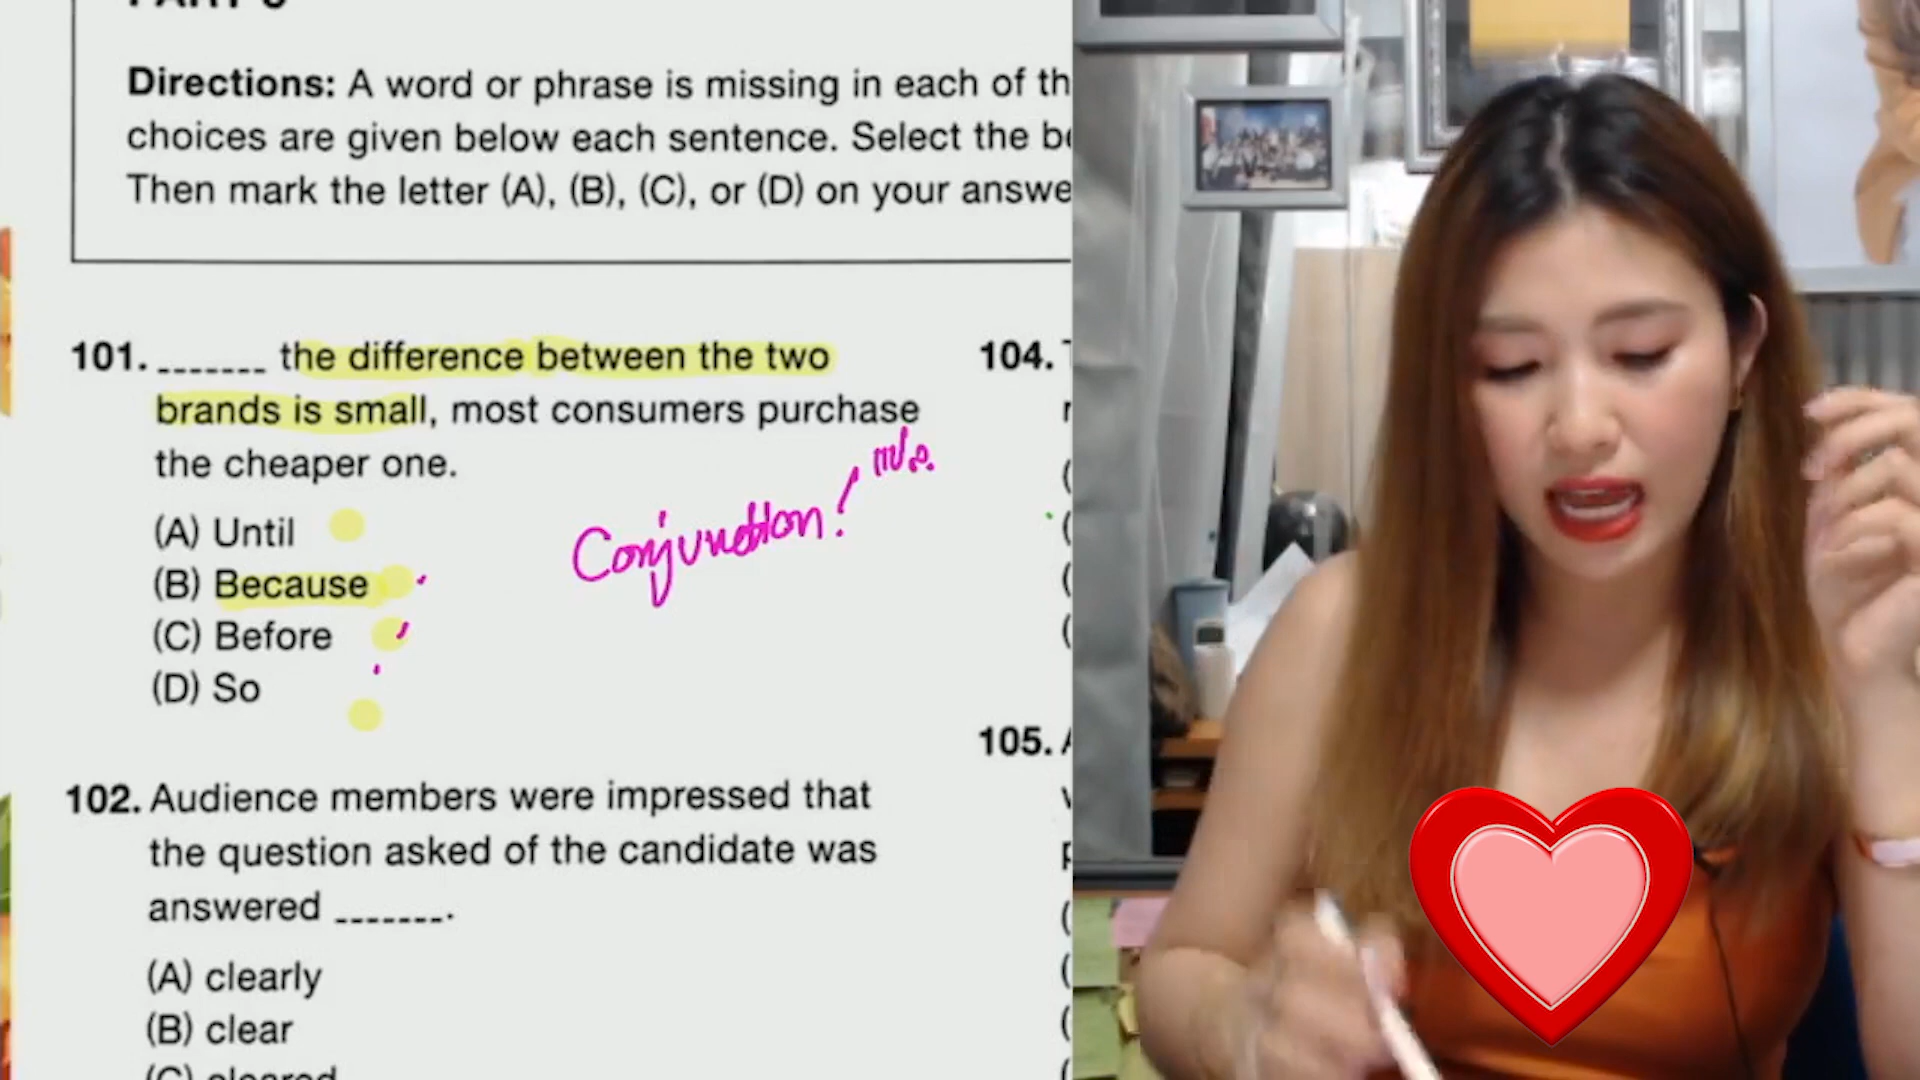 Directions: A word or phrase is missing in each of th
choices are given below each sentence. Select the be
Then mark the letter (A), (B), (C), or (D) on your answe
101. _______ the difference between the two
brands is small, most consumers purchase
the cheaper one.
(A) Until
(B) Because
(C) Before
(D) So
Conjunction!
102. Audience members were impressed that
the question asked of the candidate was
answered _______.
(A) clearly
(B) clear
(C) cleared
104.
105.